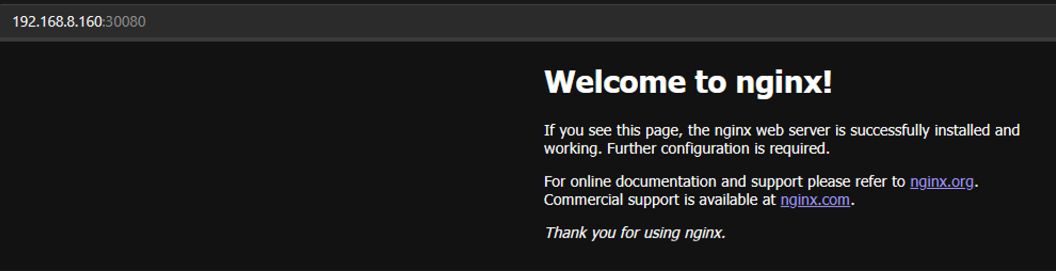 192.168.8.160:30080
Welcome to nginx!
If you see this page, the nginx web server is successfully installed and
working. Further configuration is required.
For online documentation and support please refer to nginx.org.
Commercial support is available at nginx.com.
Thank you for using nginx.